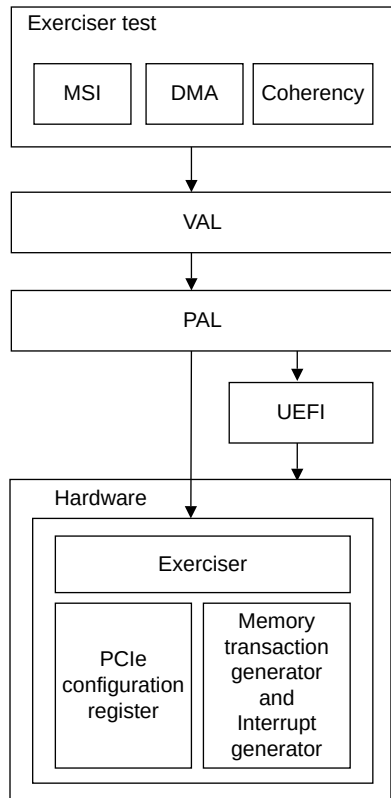 Exerciser test
MSI
DMA
Coherency
VAL
PAL
UEFI
Hardware
Exerciser
PCIe
configuration
register
Memory
transaction
generator
and
Interrupt
generator